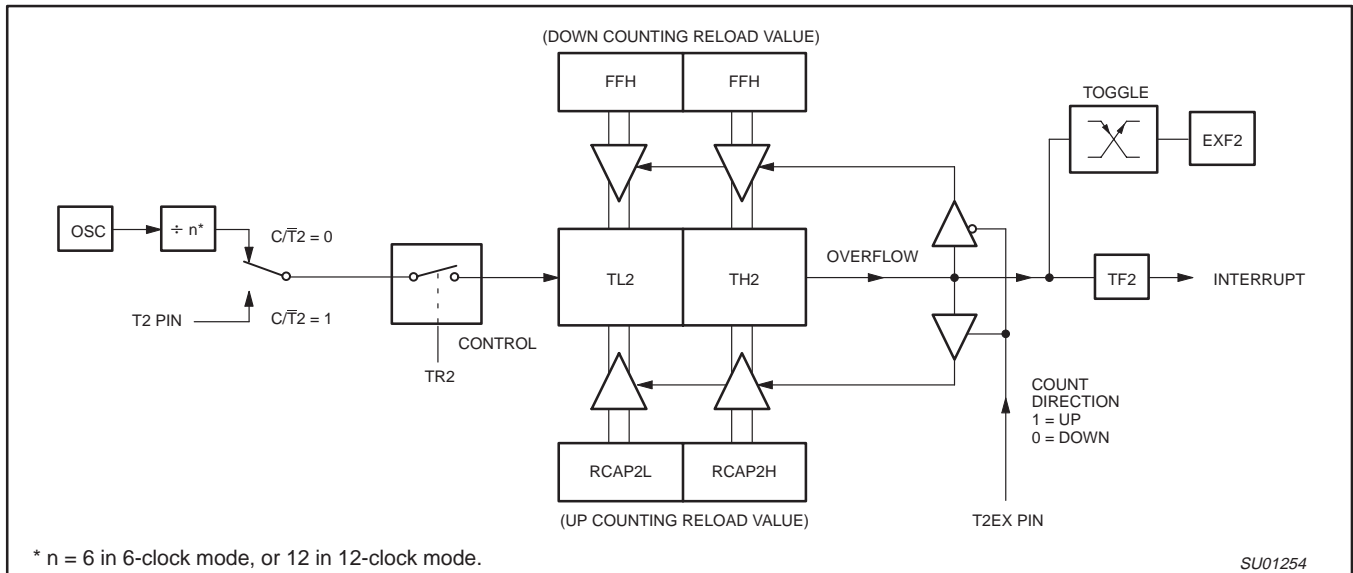 (DOWN COUNTING RELOAD VALUE)
FFH FFH
TOGGLE
EXF2
OSC
÷ n*
C/T̅2 = 0
TL2
TH2
OVERFLOW
TF2
INTERRUPT
T2 PIN
C/T̅2 = 1
CONTROL
TR2
COUNT
DIRECTION
1 = UP
0 = DOWN
RCAP2L RCAP2H
(UP COUNTING RELOAD VALUE)
T2EX PIN
* n = 6 in 6-clock mode, or 12 in 12-clock mode.
SU01254